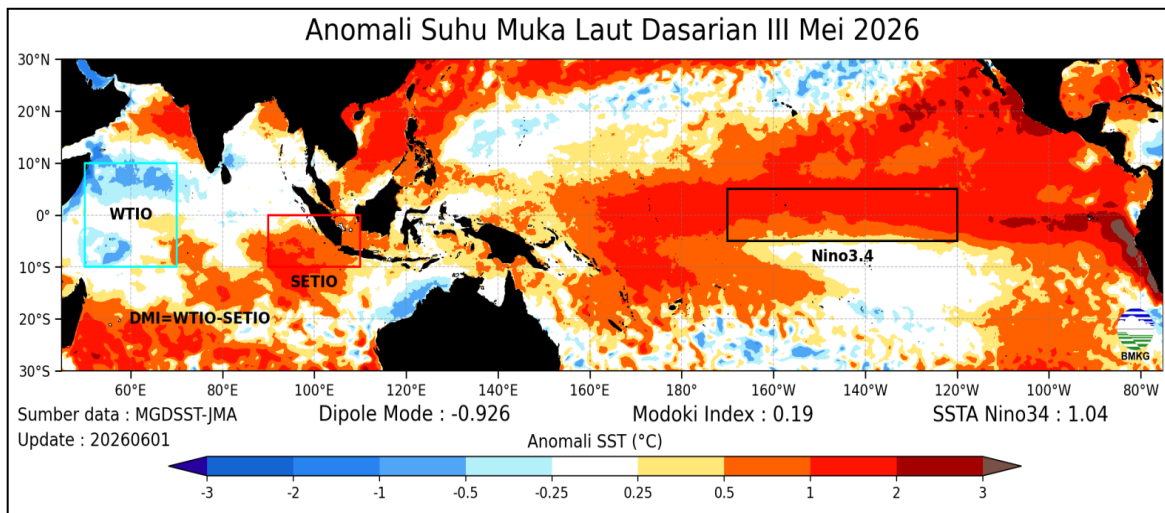 Anomali Suhu Muka Laut Dasarian III Mei 2026
30°N
20°N
10°N
0°
10°S
20°S
30°S
WTIO
SETIO
Nino3.4
DMI=WTIO-SETIO
BMKG
60°E 80°E 100°E 120°E 140°E 160°E 180° 160°W 140°W 120°W 100°W 80°W
Sumber data : MGDSST-JMA Dipole Mode : -0.926 Modoki Index : 0.19 SSTA Nino34 : 1.04
Update : 20260601
Anomali SST (°C)
-3 -2 -1 -0.5 -0.25 0.25 0.5 1 2 3